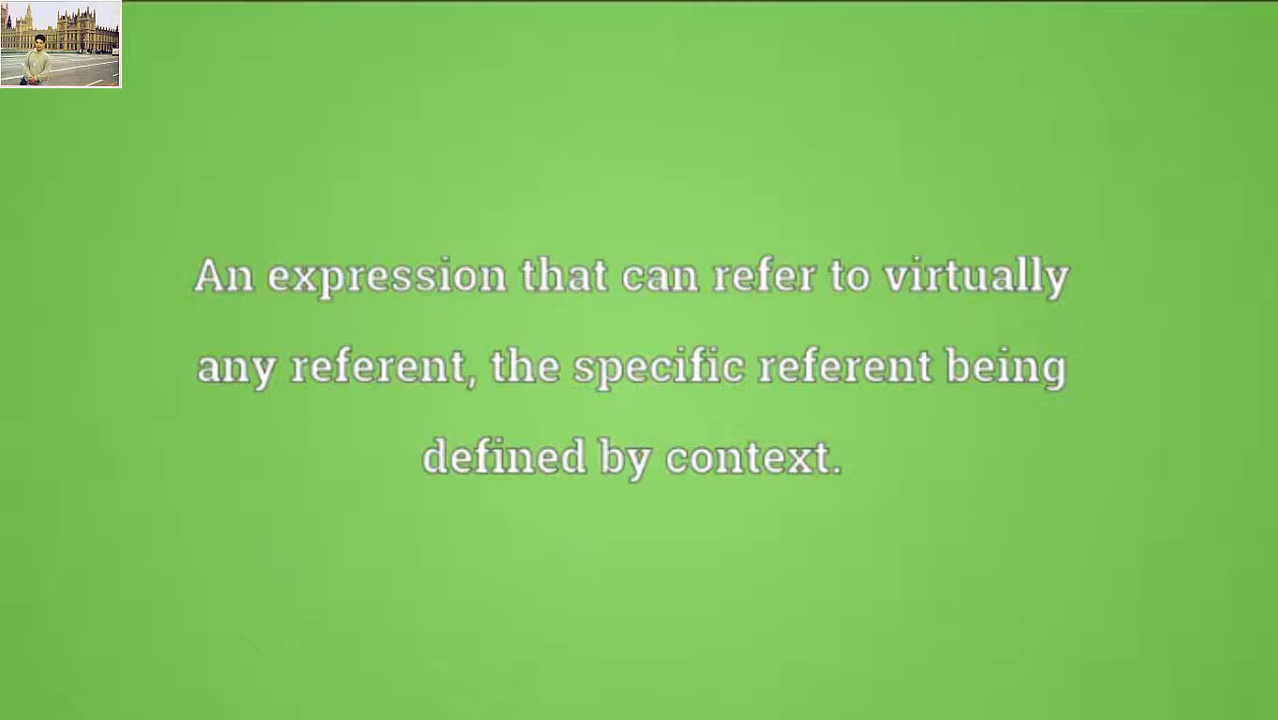 An expression that can refer to virtually
any referent, the specific referent being
defined by context.